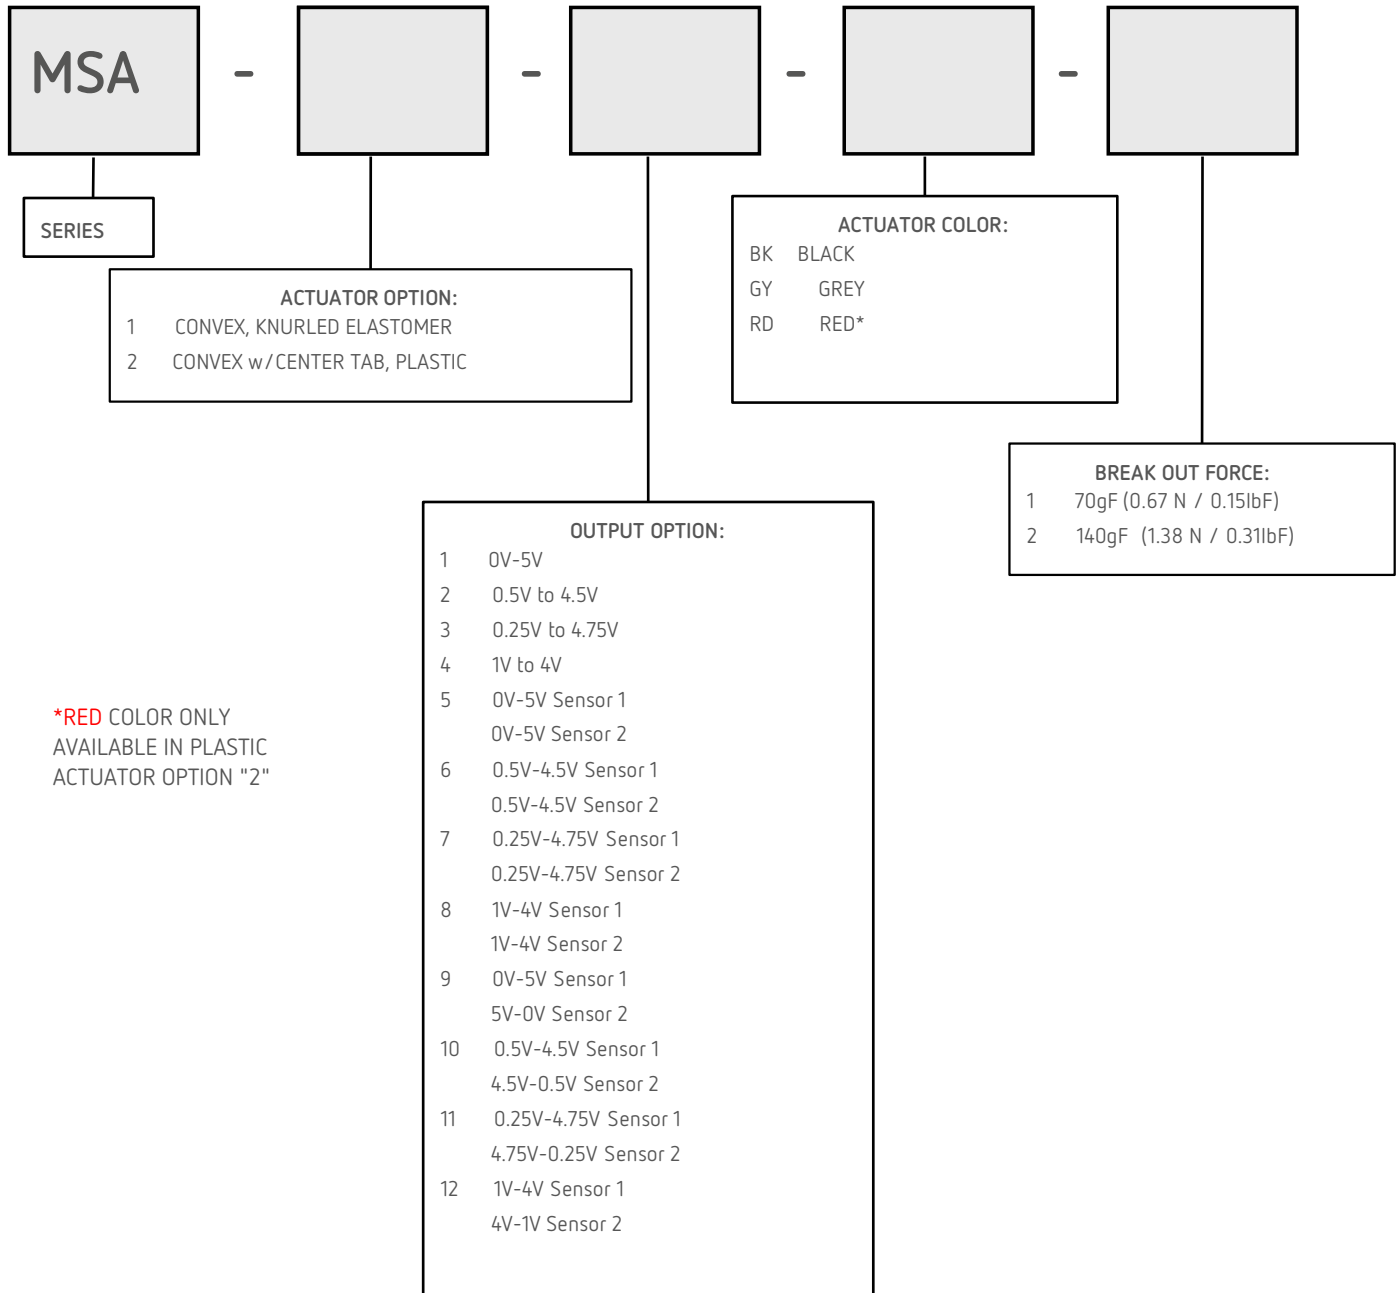 MSA - - - -
SERIES
ACTUATOR OPTION:
1 CONVEX, KNURLED ELASTOMER
2 CONVEX w/CENTER TAB, PLASTIC
ACTUATOR COLOR:
BK BLACK
GY GREY
RD RED*
BREAK OUT FORCE:
1 70gF (0.67 N / 0.15lbF)
2 140gF (1.38 N / 0.31lbF)
OUTPUT OPTION:
1 0V-5V
2 0.5V to 4.5V
3 0.25V to 4.75V
4 1V to 4V
5 0V-5V Sensor 1
0V-5V Sensor 2
6 0.5V-4.5V Sensor 1
0.5V-4.5V Sensor 2
7 0.25V-4.75V Sensor 1
0.25V-4.75V Sensor 2
8 1V-4V Sensor 1
1V-4V Sensor 2
9 0V-5V Sensor 1
5V-0V Sensor 2
10 0.5V-4.5V Sensor 1
4.5V-0.5V Sensor 2
11 0.25V-4.75V Sensor 1
4.75V-0.25V Sensor 2
12 1V-4V Sensor 1
4V-1V Sensor 2
*RED COLOR ONLY
AVAILABLE IN PLASTIC
ACTUATOR OPTION "2"